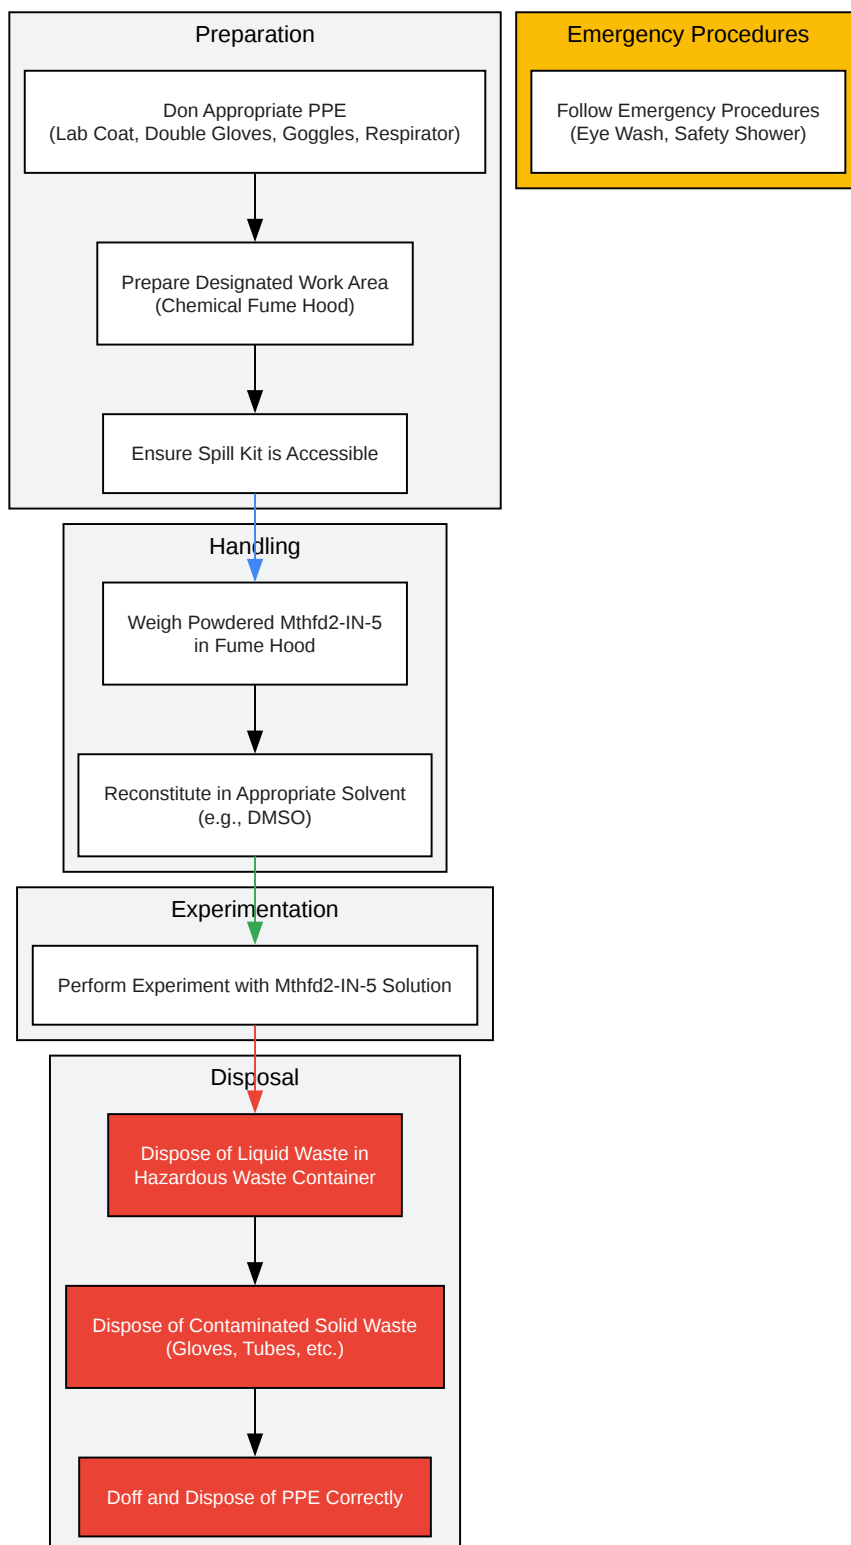 Preparation
Don Appropriate PPE
(Lab Coat, Double Gloves, Goggles, Respirator)
Prepare Designated Work Area
(Chemical Fume Hood)
Ensure Spill Kit is Accessible
Emergency Procedures
Follow Emergency Procedures
(Eye Wash, Safety Shower)
Handling
Weigh Powdered Mthfd2-IN-5
in Fume Hood
Reconstitute in Appropriate Solvent
(e.g., DMSO)
Experimentation
Perform Experiment with Mthfd2-IN-5 Solution
Disposal
Dispose of Liquid Waste in
Hazardous Waste Container
Dispose of Contaminated Solid Waste
(Gloves, Tubes, etc.)
Doff and Dispose of PPE Correctly